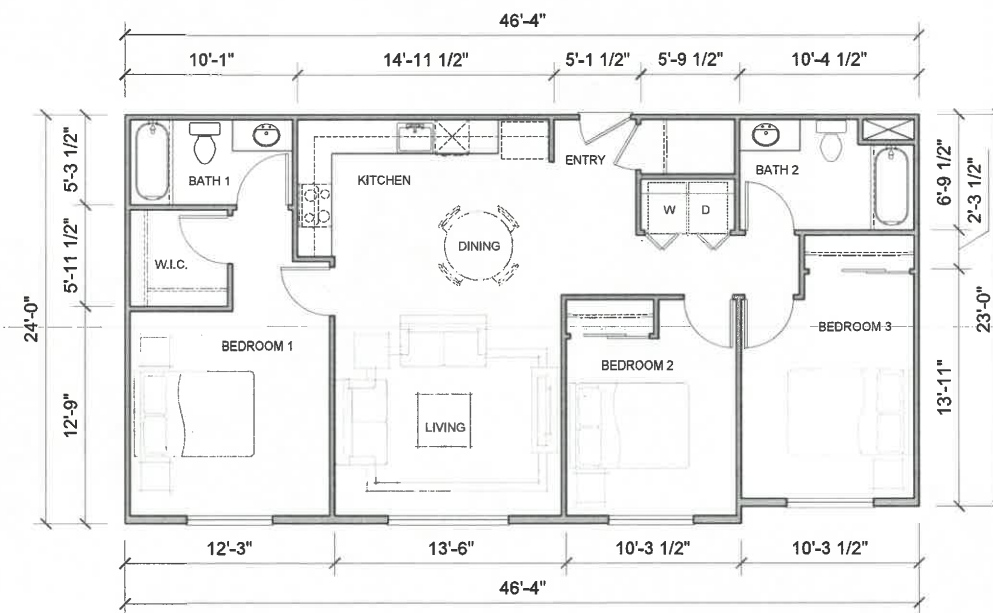 46'-4"
10'-1"
14'-11 1/2"
5'-1 1/2"
5'-9 1/2"
10'-4 1/2"
5'-3 1/2"
5'-11 1/2"
12'-9"
24'-0"
BATH 1
KITCHEN
ENTRY
BATH 2
W
D
DINING
W.I.C.
BEDROOM 1
BEDROOM 2
BEDROOM 3
LIVING
6'-9 1/2"
2'-3 1/2"
23'-0"
13'-11"
12'-3"
13'-6"
10'-3 1/2"
10'-3 1/2"
46'-4"